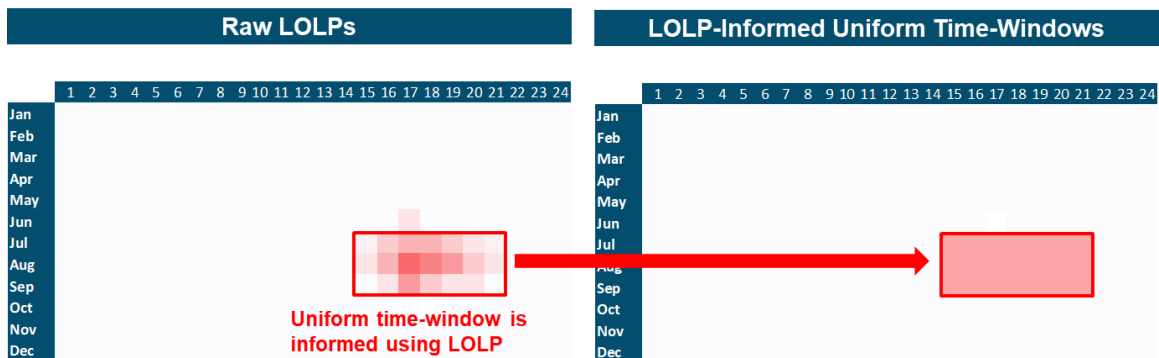 Raw LOLPs
LOLP-Informed Uniform Time-Windows
1 2 3 4 5 6 7 8 9 10 11 12 13 14 15 16 17 18 19 20 21 22 23 24
Jan
Feb
Mar
Apr
May
Jun
Jul
Aug
Sep
Oct
Nov
Dec
Uniform time-window is
informed using LOLP
1 2 3 4 5 6 7 8 9 10 11 12 13 14 15 16 17 18 19 20 21 22 23 24
Jan
Feb
Mar
Apr
May
Jun
Jul
Aug
Sep
Oct
Nov
Dec